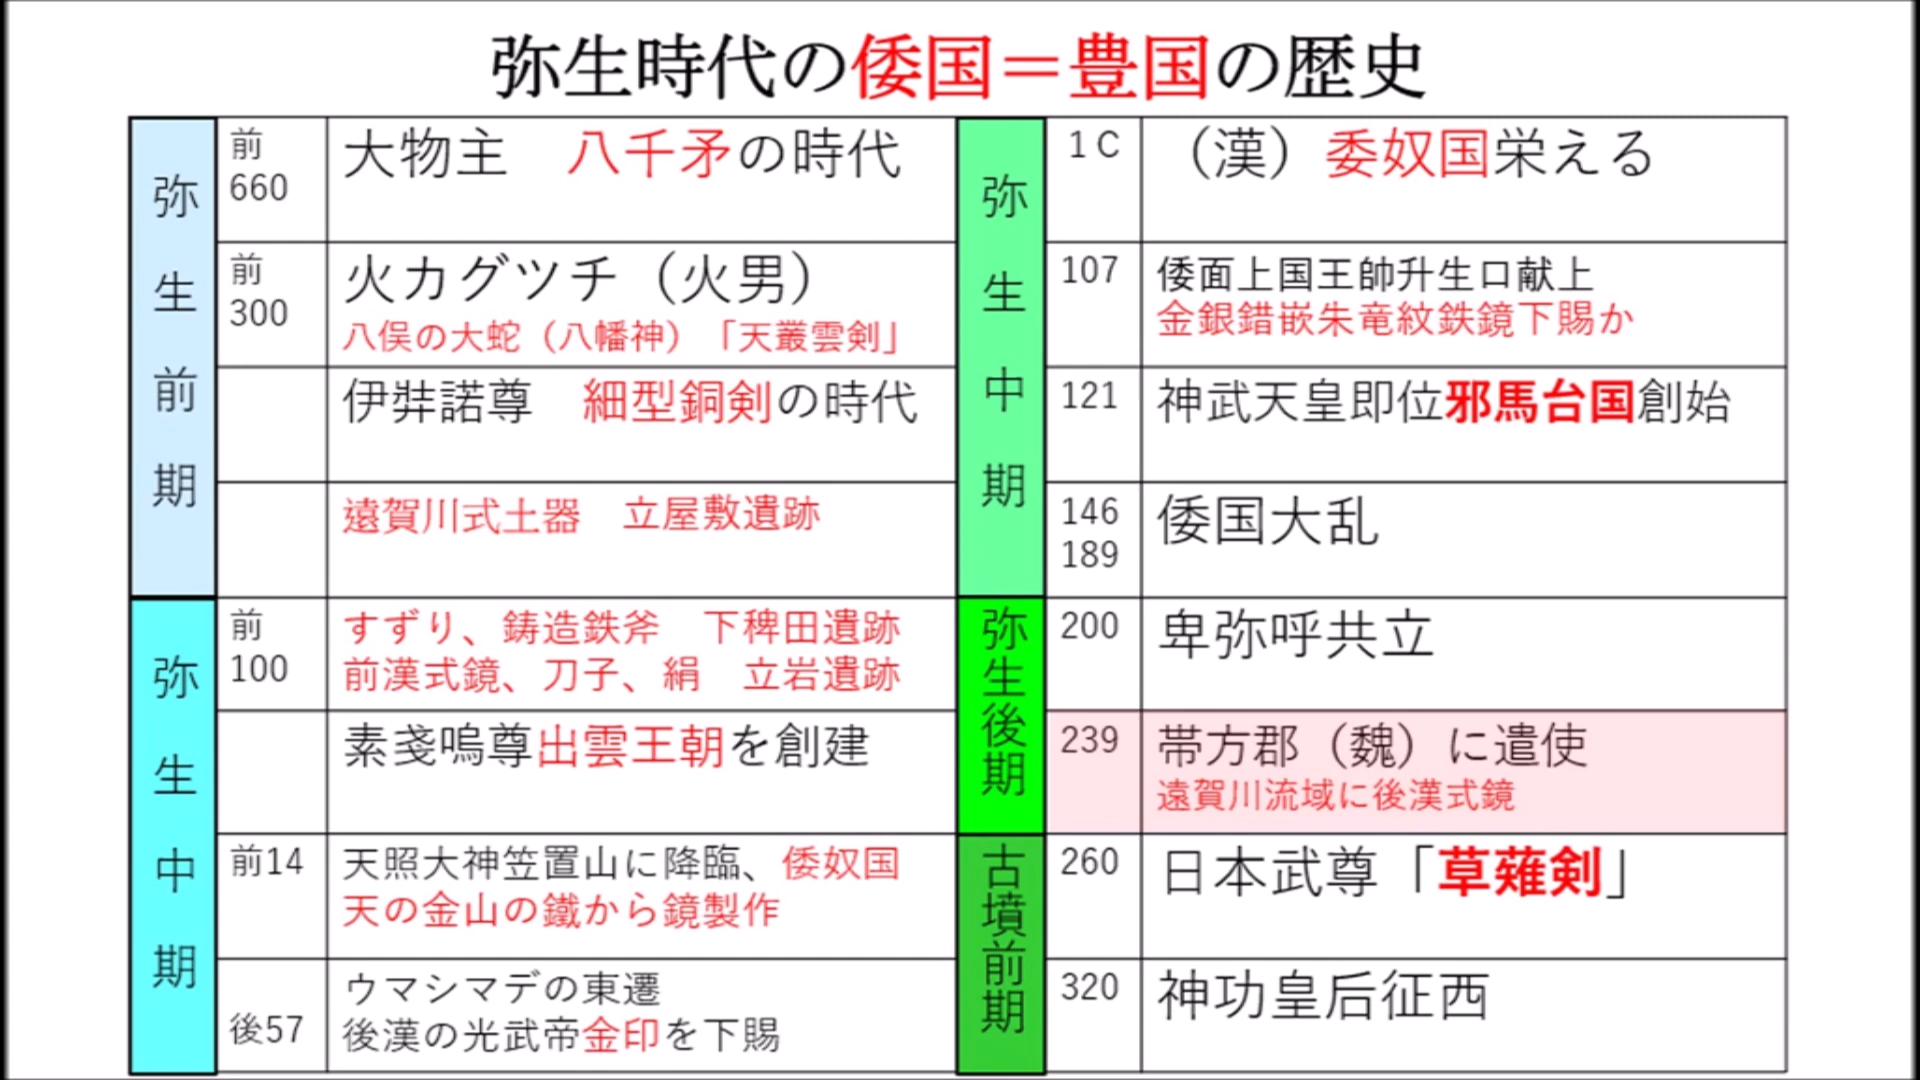 弥生時代の倭国＝豊国の歴史
弥生前期
前660
大物主　八千矛の時代
前300
火カグツチ（火男）
八俣の大蛇（八幡神）「天叢雲剣」
伊弉諾尊　細型銅剣の時代
遠賀川式土器　立屋敷遺跡
弥生中期
前100
すずり、鋳造鉄斧　下稗田遺跡
前漢式鏡、刀子、絹　立岩遺跡
素戔嗚尊出雲王朝を創建
前14
天照大神笠置山に降臨、倭奴国
天の金山の鐵から鏡製作
ウマシマデの東遷
後57
後漢の光武帝金印を下賜
弥生中期
1C
（漢）委奴国栄える
107
倭面上国王帥升生口献上
金銀錯嵌朱竜紋鉄鏡下賜か
121
神武天皇即位邪馬台国創始
146
189
倭国大乱
弥生後期
200
卑弥呼共立
239
帯方郡（魏）に遣使
遠賀川流域に後漢式鏡
古墳前期
260
日本武尊「草薙剣」
320
神功皇后征西